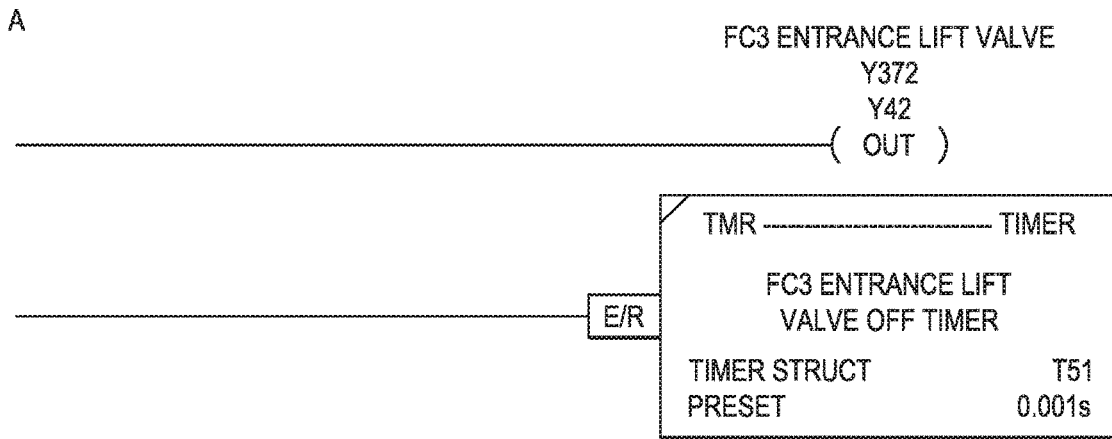 A
FC3 ENTRANCE LIFT VALVE
Y372
Y42
( OUT )
TMR TIMER
FC3 ENTRANCE LIFT
E/R
VALVE OFF TIMER
TIMER STRUCT T51
PRESET 0.001s